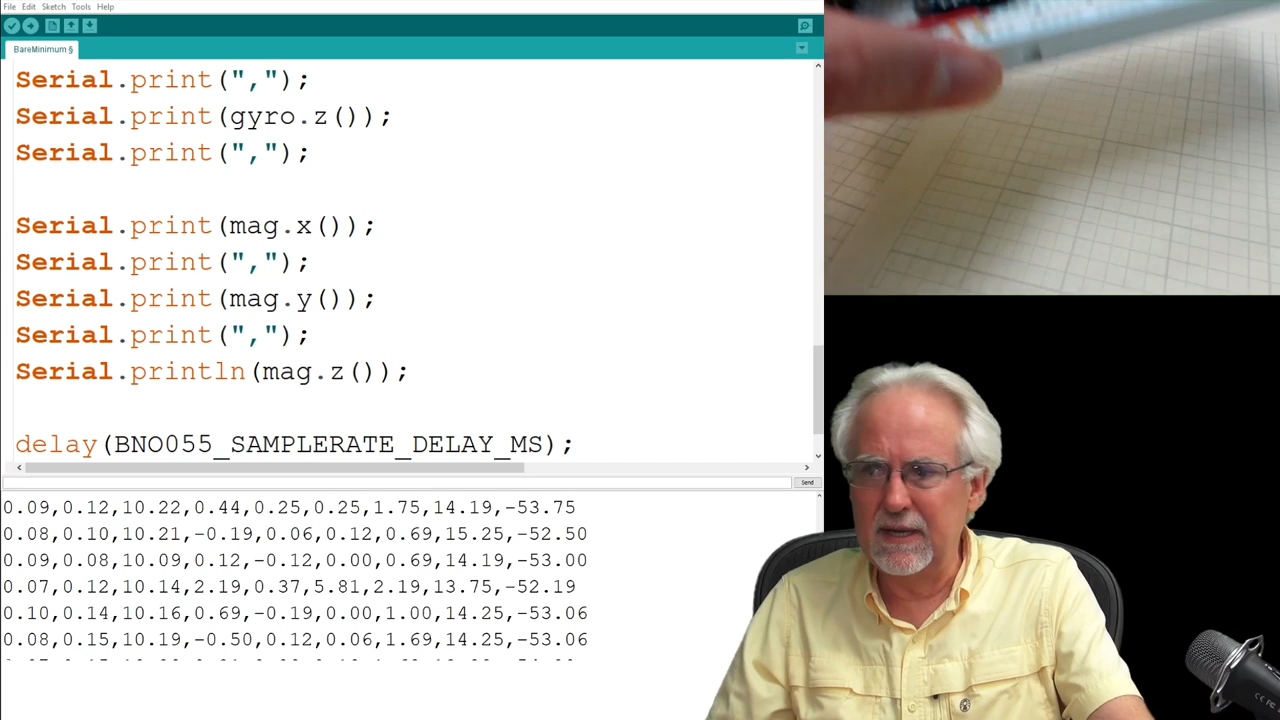 File Edit Sketch Tools Help
BareMinimum §
Serial.print(",");
Serial.print(gyro.z());
Serial.print(",");
Serial.print(mag.x());
Serial.print(",");
Serial.print(mag.y());
Serial.print(",");
Serial.println(mag.z());
delay(BNO055_SAMPLERATE_DELAY_MS);
Send
0.09,0.12,10.22,0.44,0.25,0.25,1.75,14.19,-53.75
0.08,0.10,10.21,-0.19,0.06,0.12,0.69,15.25,-52.50
0.09,0.08,10.09,0.12,-0.12,0.00,0.69,14.19,-53.00
0.07,0.12,10.14,2.19,0.37,5.81,2.19,13.75,-52.19
0.10,0.14,10.16,0.69,-0.19,0.00,1.00,14.25,-53.06
0.08,0.15,10.19,-0.50,0.12,0.06,1.69,14.25,-53.06